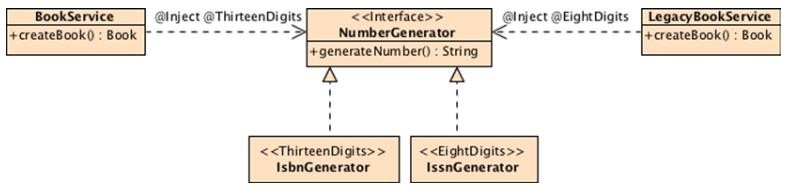 BookService
+createBook() : Book
@Inject @ThirteenDigits
<<Interface>>
NumberGenerator
+generateNumber() : String
@Inject @EightDigits
LegacyBookService
+createBook() : Book
<<ThirteenDigits>>
IsbnGenerator
<<EightDigits>>
IssnGenerator